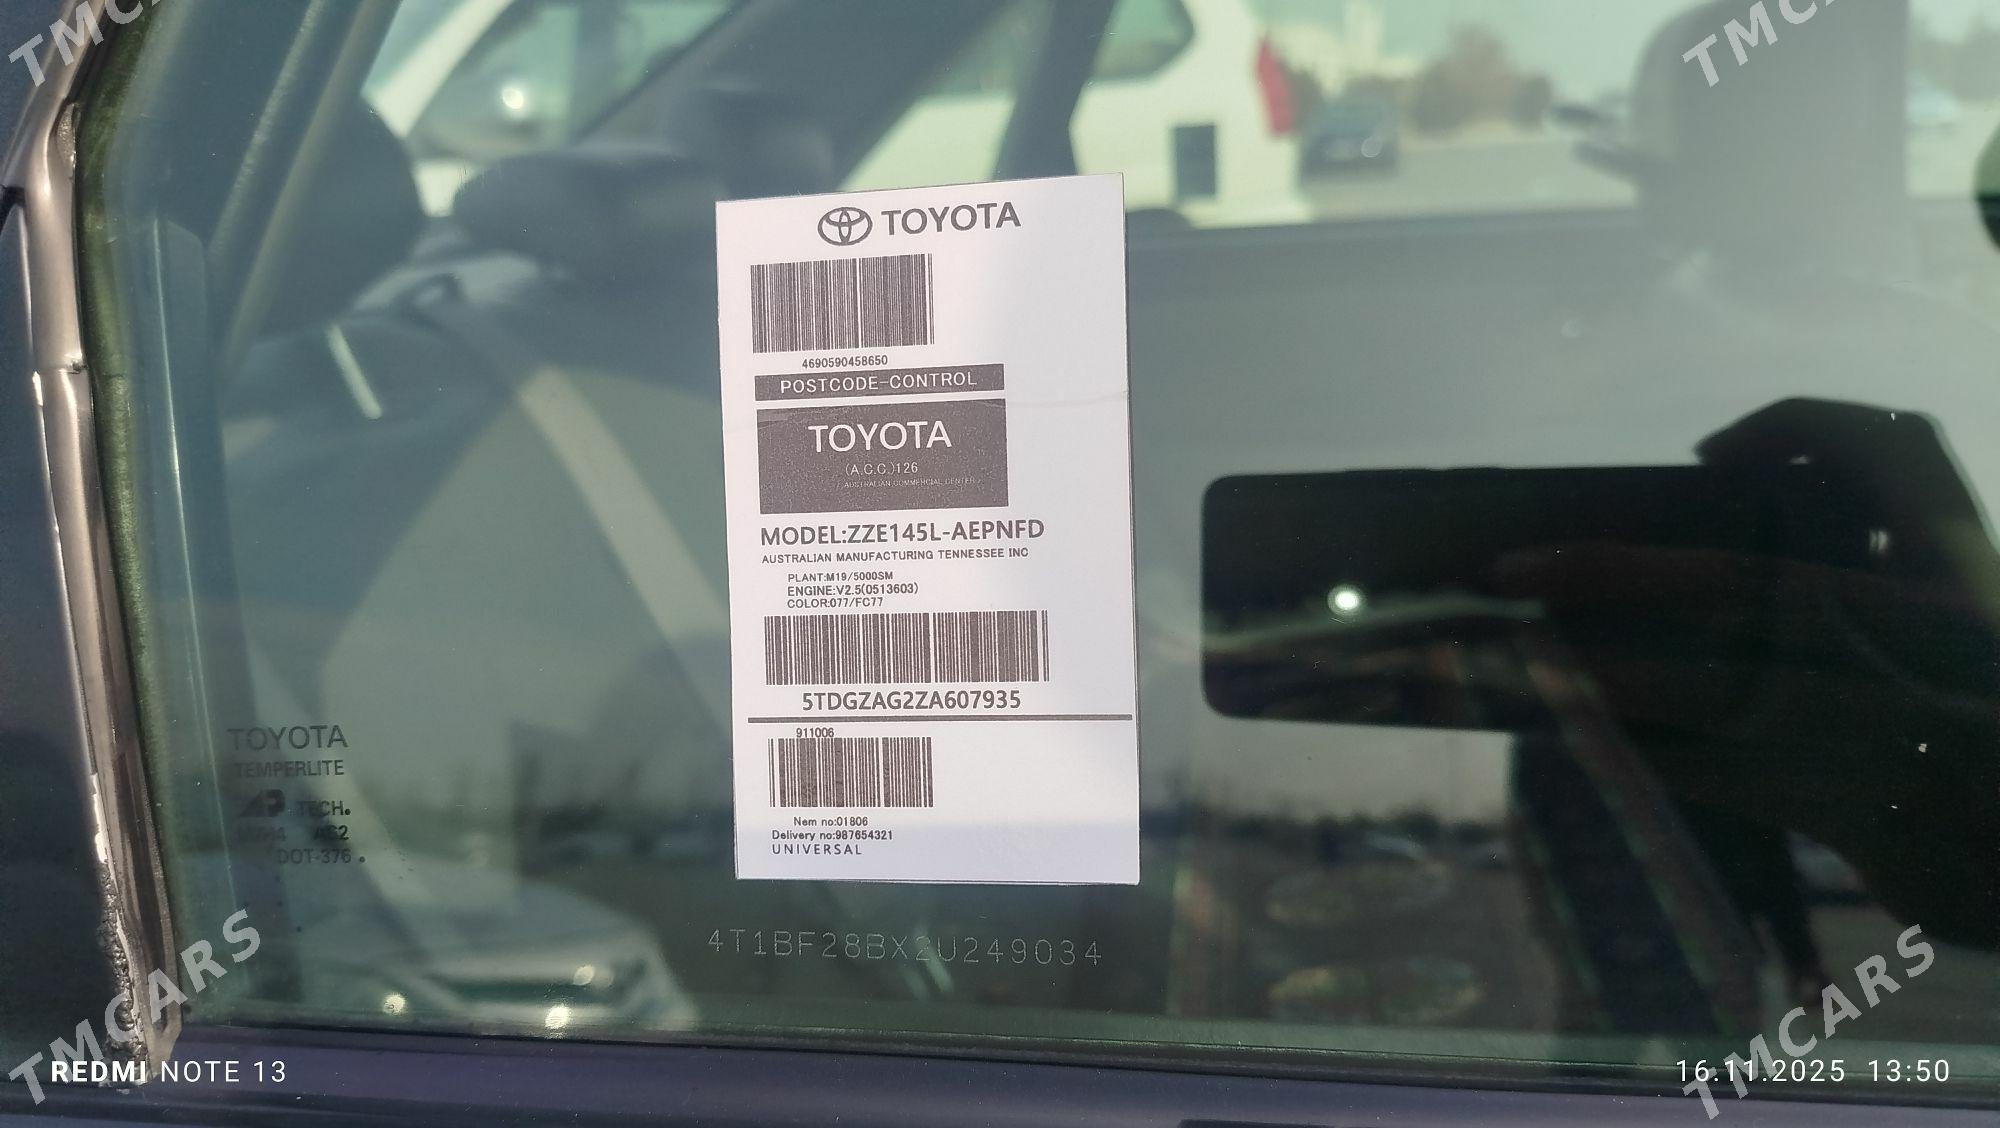 TMCARS
TMCARS
TOYOTA
4690590458650
POSTCODE-CONTROL
TOYOTA
(A.C.C.)126
AUSTRALIAN COMMERCIAL CENTER
MODEL:ZZE145L-AEPNFD
AUSTRALIAN MANUFACTURING TENNESSEE INC
PLANT:M19/5000SM
ENGINE:V2.5(0513603)
COLOR:077/FC77
5TDGZAG2ZA607935
911006
Nem no:01806
Delivery no:987654321
UNIVERSAL
TOYOTA
TEMPERLITE
AP TECH.
AS2
DOT-376
4T1BF28BX2U249034
TMCARS
TMCARS
REDMI NOTE 13
16.11.2025 13:50